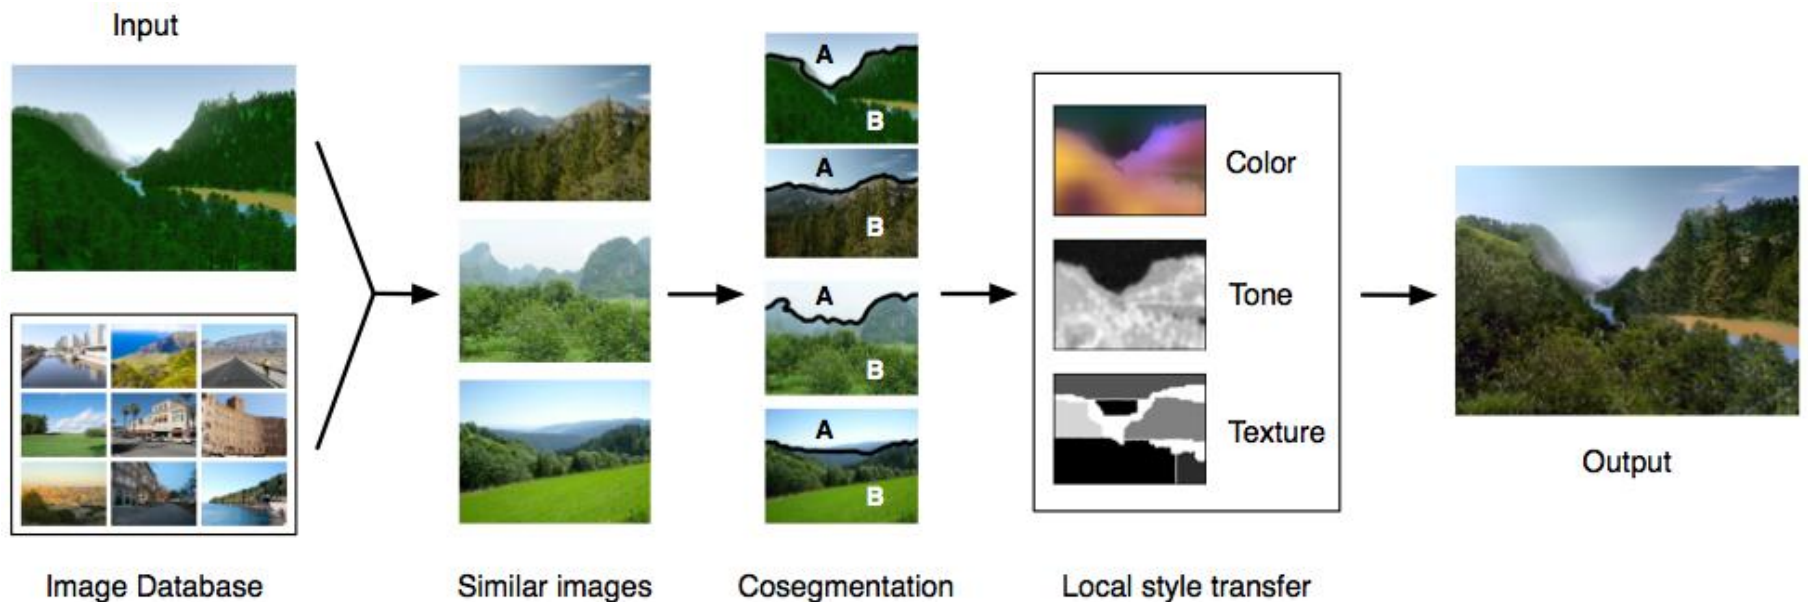 Input
Image Database
Similar images
A
B
A
B
A
B
A
B
Cosegmentation
Color
Tone
Texture
Local style transfer
Output